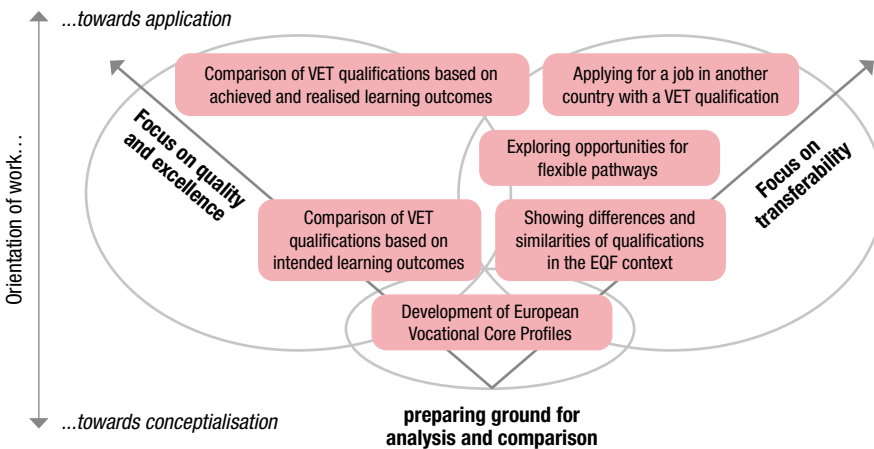 ...towards application
Comparison of VET qualifications based on
achieved and realised learning outcomes
Applying for a job in another
country with a VET qualification
Focus on quality
and excellence
Exploring opportunities for
flexible pathways
Focus on
transferability
Orientation of work...
Comparison of VET
qualifications based on
intended learning outcomes
Showing differences and
similarities of qualifications
in the EQF context
Development of European
Vocational Core Profiles
...towards conceptialisation
preparing ground for
analysis and comparison